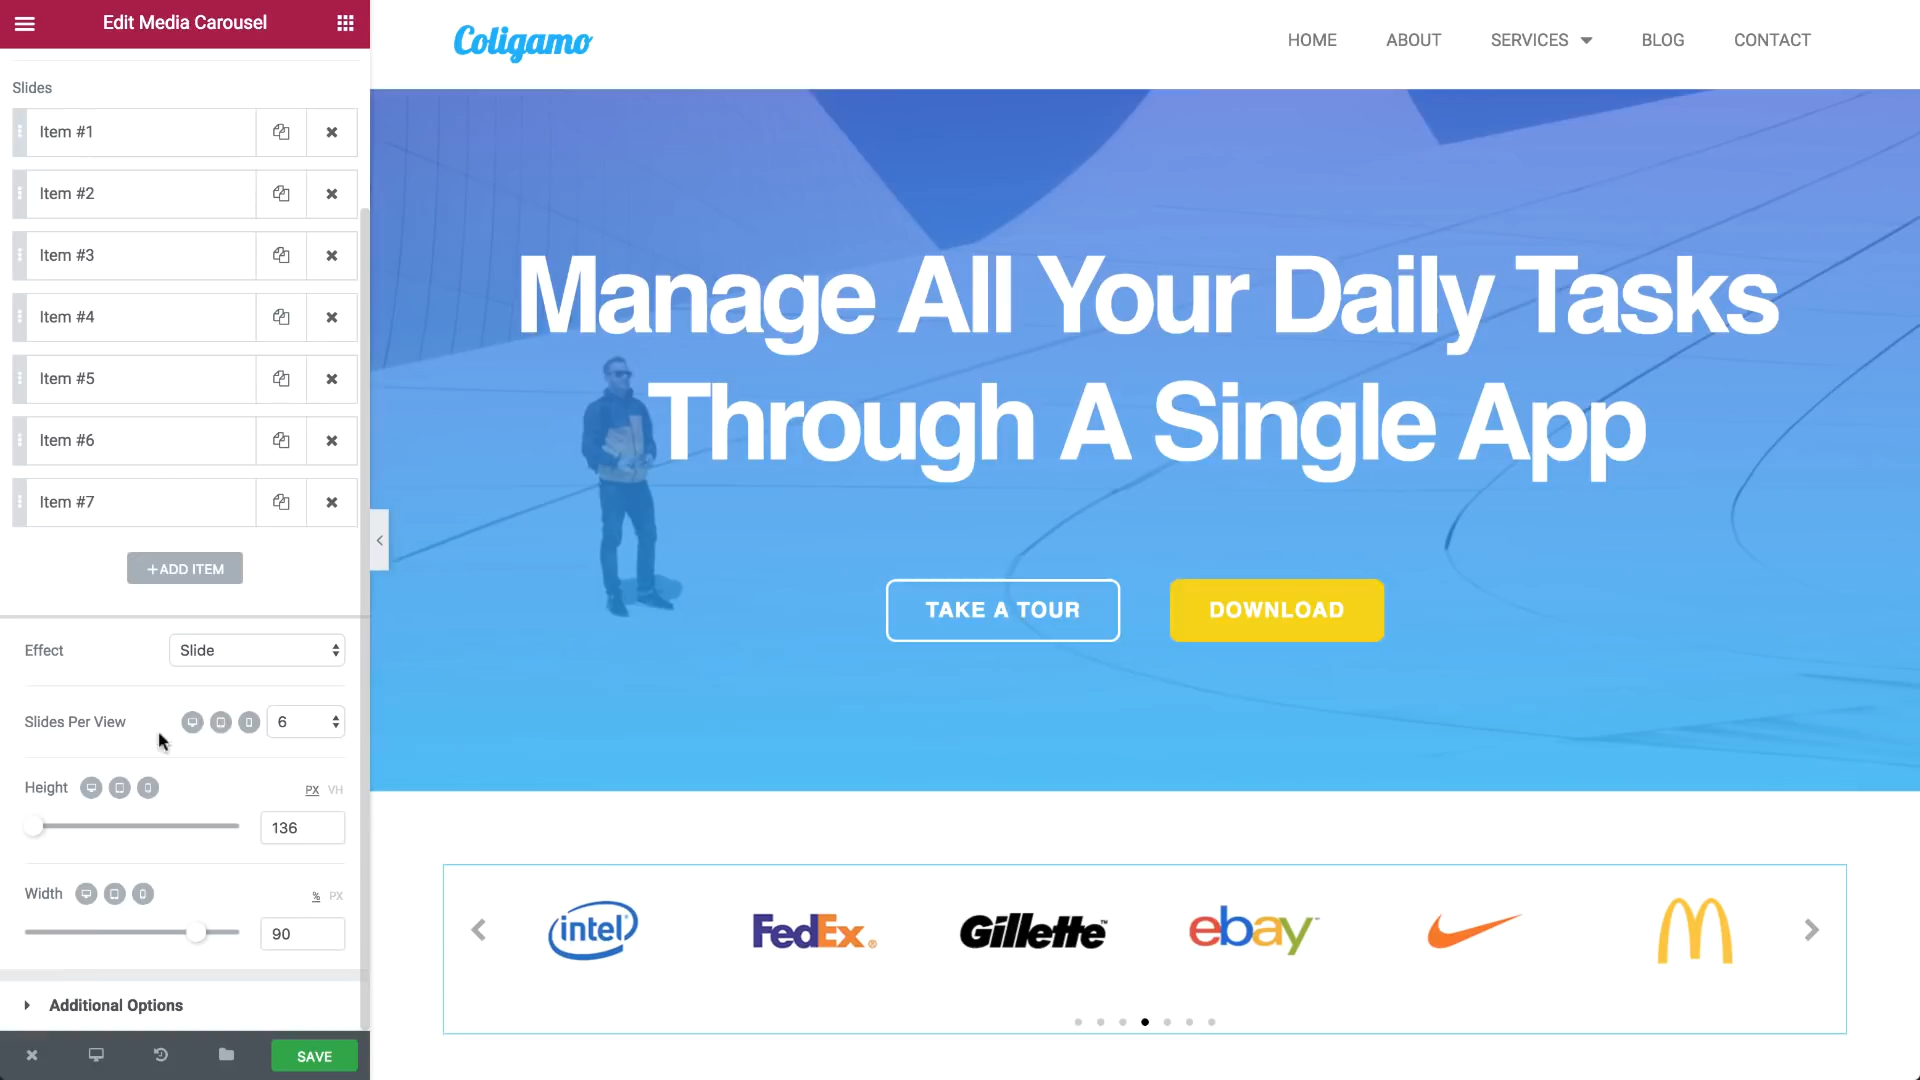 Edit Media Carousel
Slides
Item #1
Item #2
Item #3
Item #4
Item #5
Item #6
Item #7
+ADD ITEM
Effect
Slide
Slides Per View
6
Height
PX VH
136
Width
% PX
90
Additional Options
SAVE
Coligamo
HOME ABOUT SERVICES BLOG CONTACT
Manage All Your Daily Tasks
Through A Single App
TAKE A TOUR DOWNLOAD
intel FedEx® Gillette™ ebay™